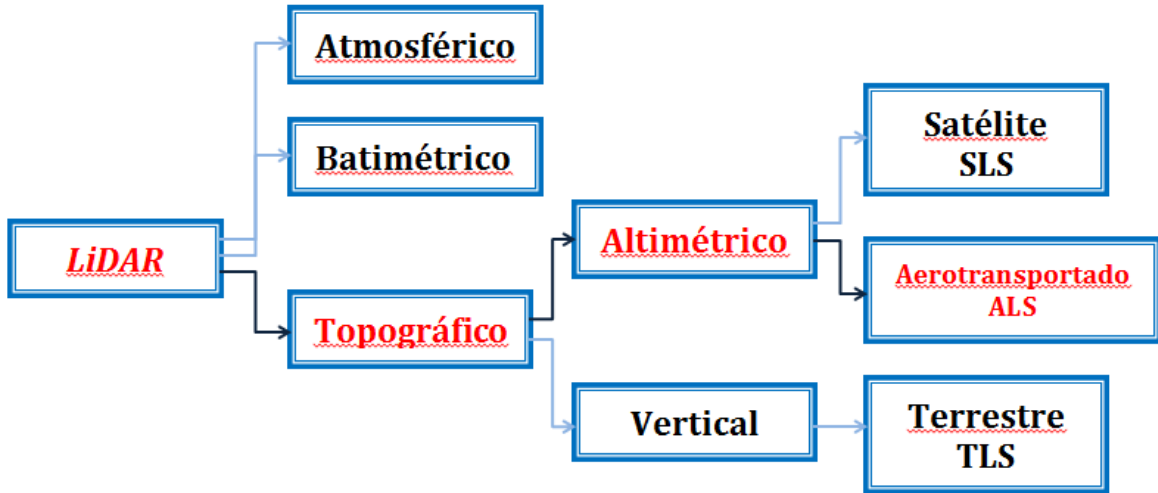 Atmosférico
Batimétrico
LiDAR
Topográfico
Altimétrico
Vertical
Satélite
SLS
Aerotransportado
ALS
Terrestre
TLS